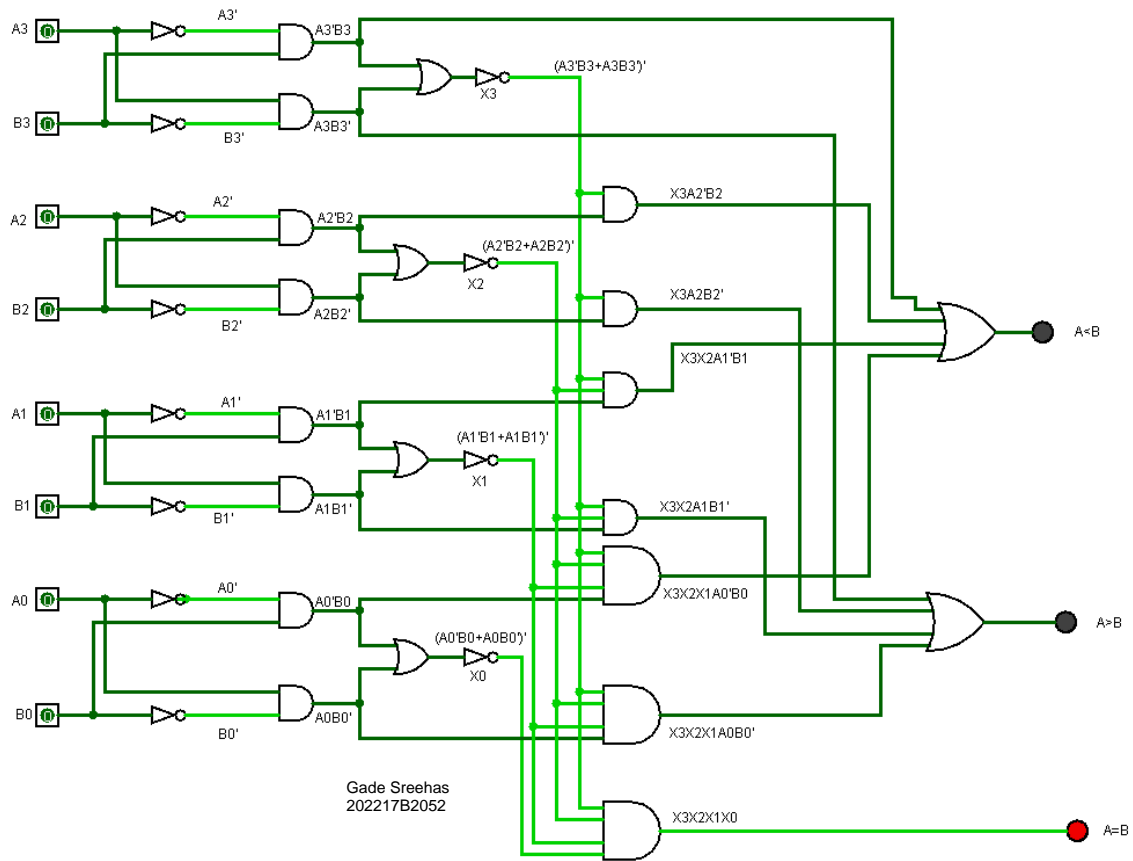 A3
A3'
A3'B3
(A3'B3+A3B3')'
X3
B3
B3'
A3B3'
A2
A2'
A2'B2
X3A2'B2
(A2'B2+A2B2')'
X2
B2
B2'
A2B2'
X3A2B2'
A<B
A1
A1'
A1'B1
X3X2A1'B1
(A1'B1+A1B1')'
X1
B1
B1'
A1B1'
X3X2A1B1'
A0
A0'
A0'B0
X3X2X1A0'B0
A>B
(A0'B0+A0B0')'
X0
B0
B0'
A0B0'
X3X2X1A0B0'
Gade Sreehas
202217B2052
X3X2X1X0
A=B